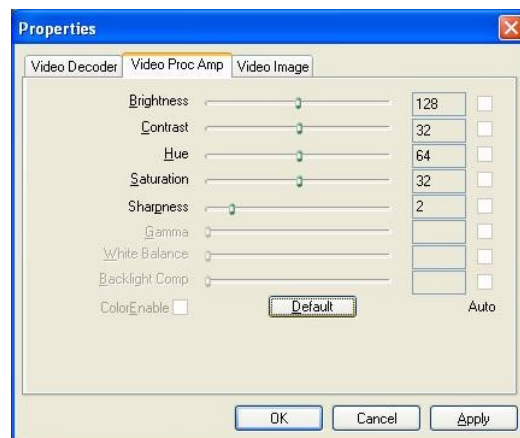 Properties
Video Decoder Video Proc Amp Video Image
Brightness 128
Contrast 32
Hue 64
Saturation 32
Sharpness 2
Gamma
White Balance
Backlight Comp
ColorEnable Default Auto
OK Cancel Apply